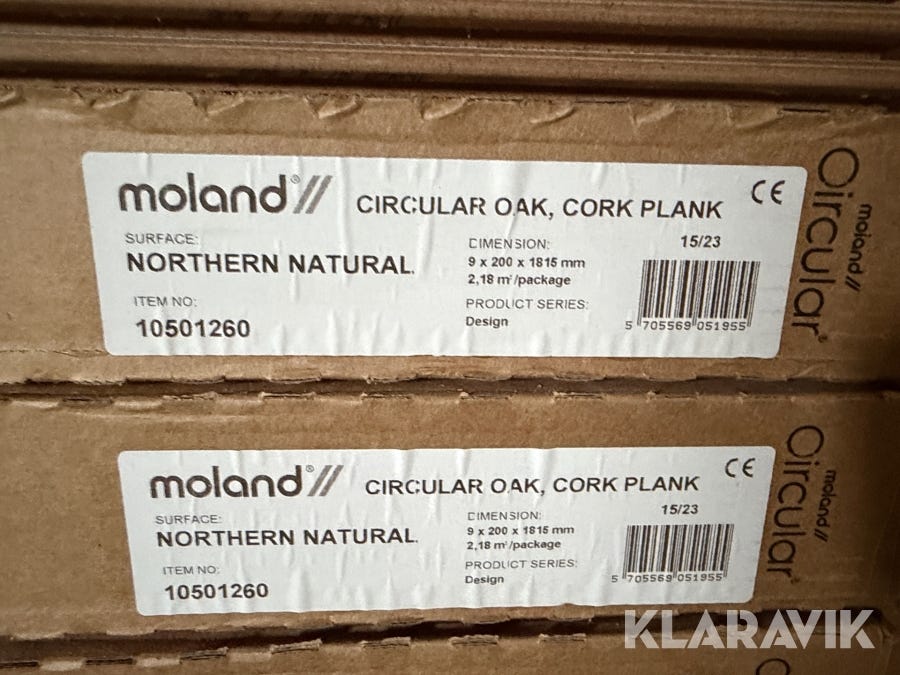 moland®//
CIRCULAR OAK, CORK PLANK
CE
SURFACE:
NORTHERN NATURAL
DIMENSION:
9 x 200 x 1815 mm
2,18 m²/package
15/23
ITEM NO:
10501260
PRODUCT SERIES:
Design
5 705569 051955
Circular®
moland//
moland®//
CIRCULAR OAK, CORK PLANK
CE
SURFACE:
NORTHERN NATURAL
DIMENSION:
9 x 200 x 1815 mm
2,18 m²/package
15/23
ITEM NO:
10501260
PRODUCT SERIES:
Design
5 705569 051955
Circular®
moland//
KLARAVIK